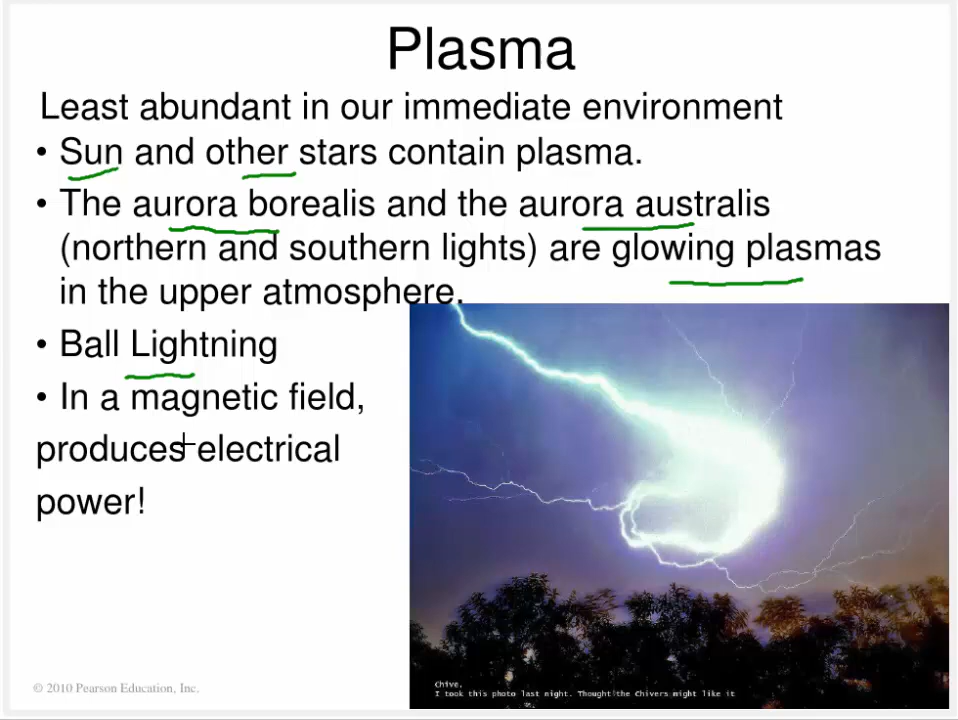 Plasma
Least abundant in our immediate environment
• Sun and other stars contain plasma.
• The aurora borealis and the aurora australis
(northern and southern lights) are glowing plasmas
in the upper atmosphere.
• Ball Lightning
• In a magnetic field,
produces electrical
power!
Chive,
I took this photo last night. Thought the Chivers might like it
© 2010 Pearson Education, Inc.